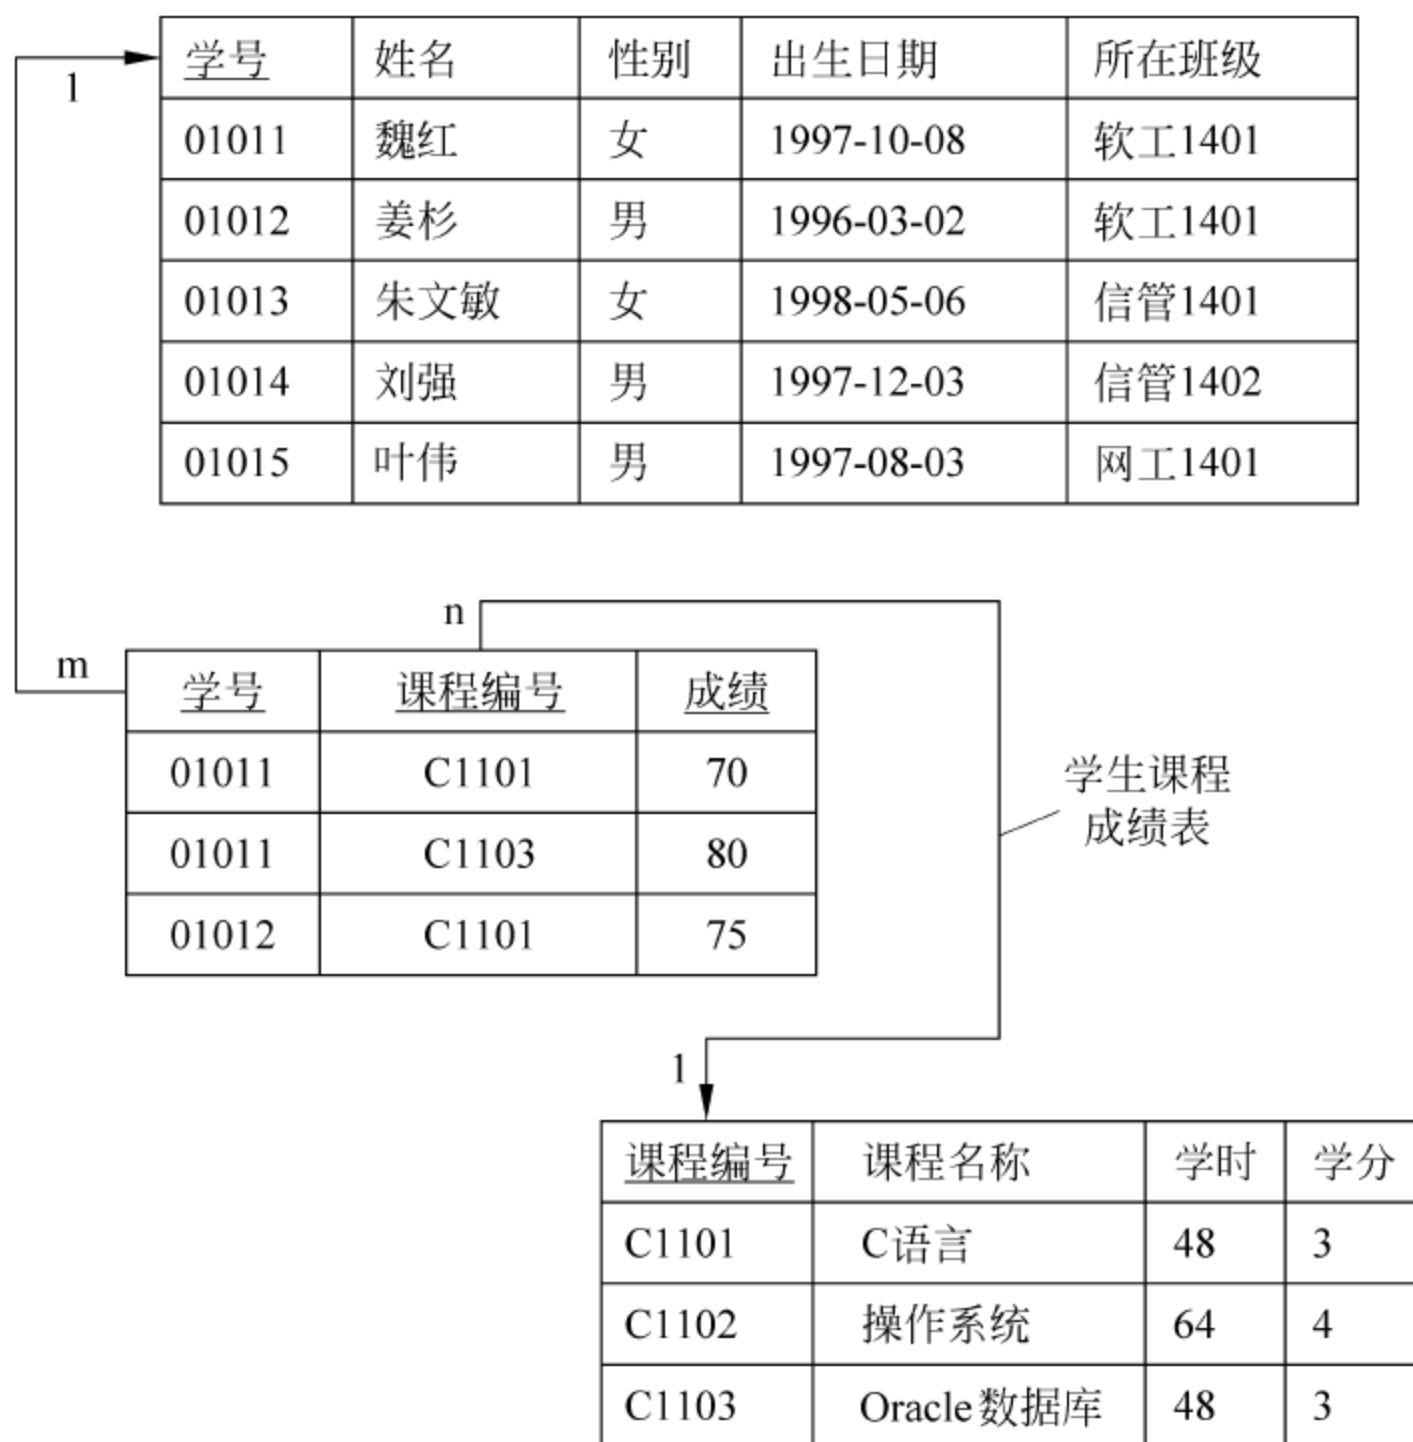 学号 姓名 性别 出生日期 所在班级
1
01011 魏红 女 1997-10-08 软工1401
01012 姜杉 男 1996-03-02 软工1401
01013 朱文敏 女 1998-05-06 信管1401
01014 刘强 男 1997-12-03 信管1402
01015 叶伟 男 1997-08-03 网工1401
n
m
学号 课程编号 成绩
01011 C1101 70
01011 C1103 80
01012 C1101 75
学生课程
成绩表
1
课程编号 课程名称 学时 学分
C1101 C语言 48 3
C1102 操作系统 64 4
C1103 Oracle数据库 48 3